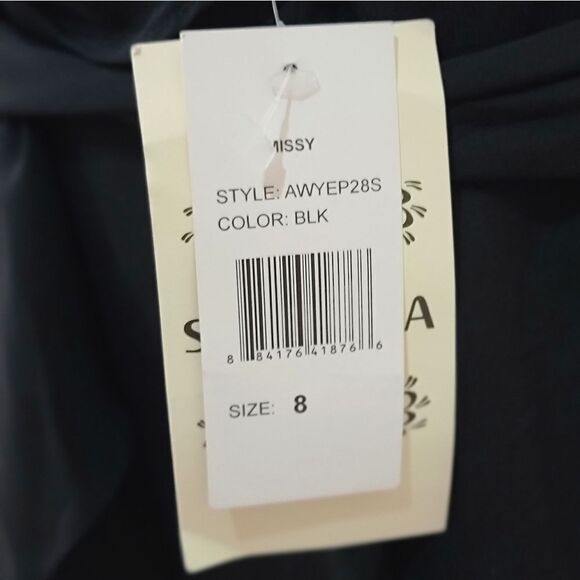 MISSY
STYLE: AWYEP28S
COLOR: BLK
8 84176 41876 6
SIZE: 8